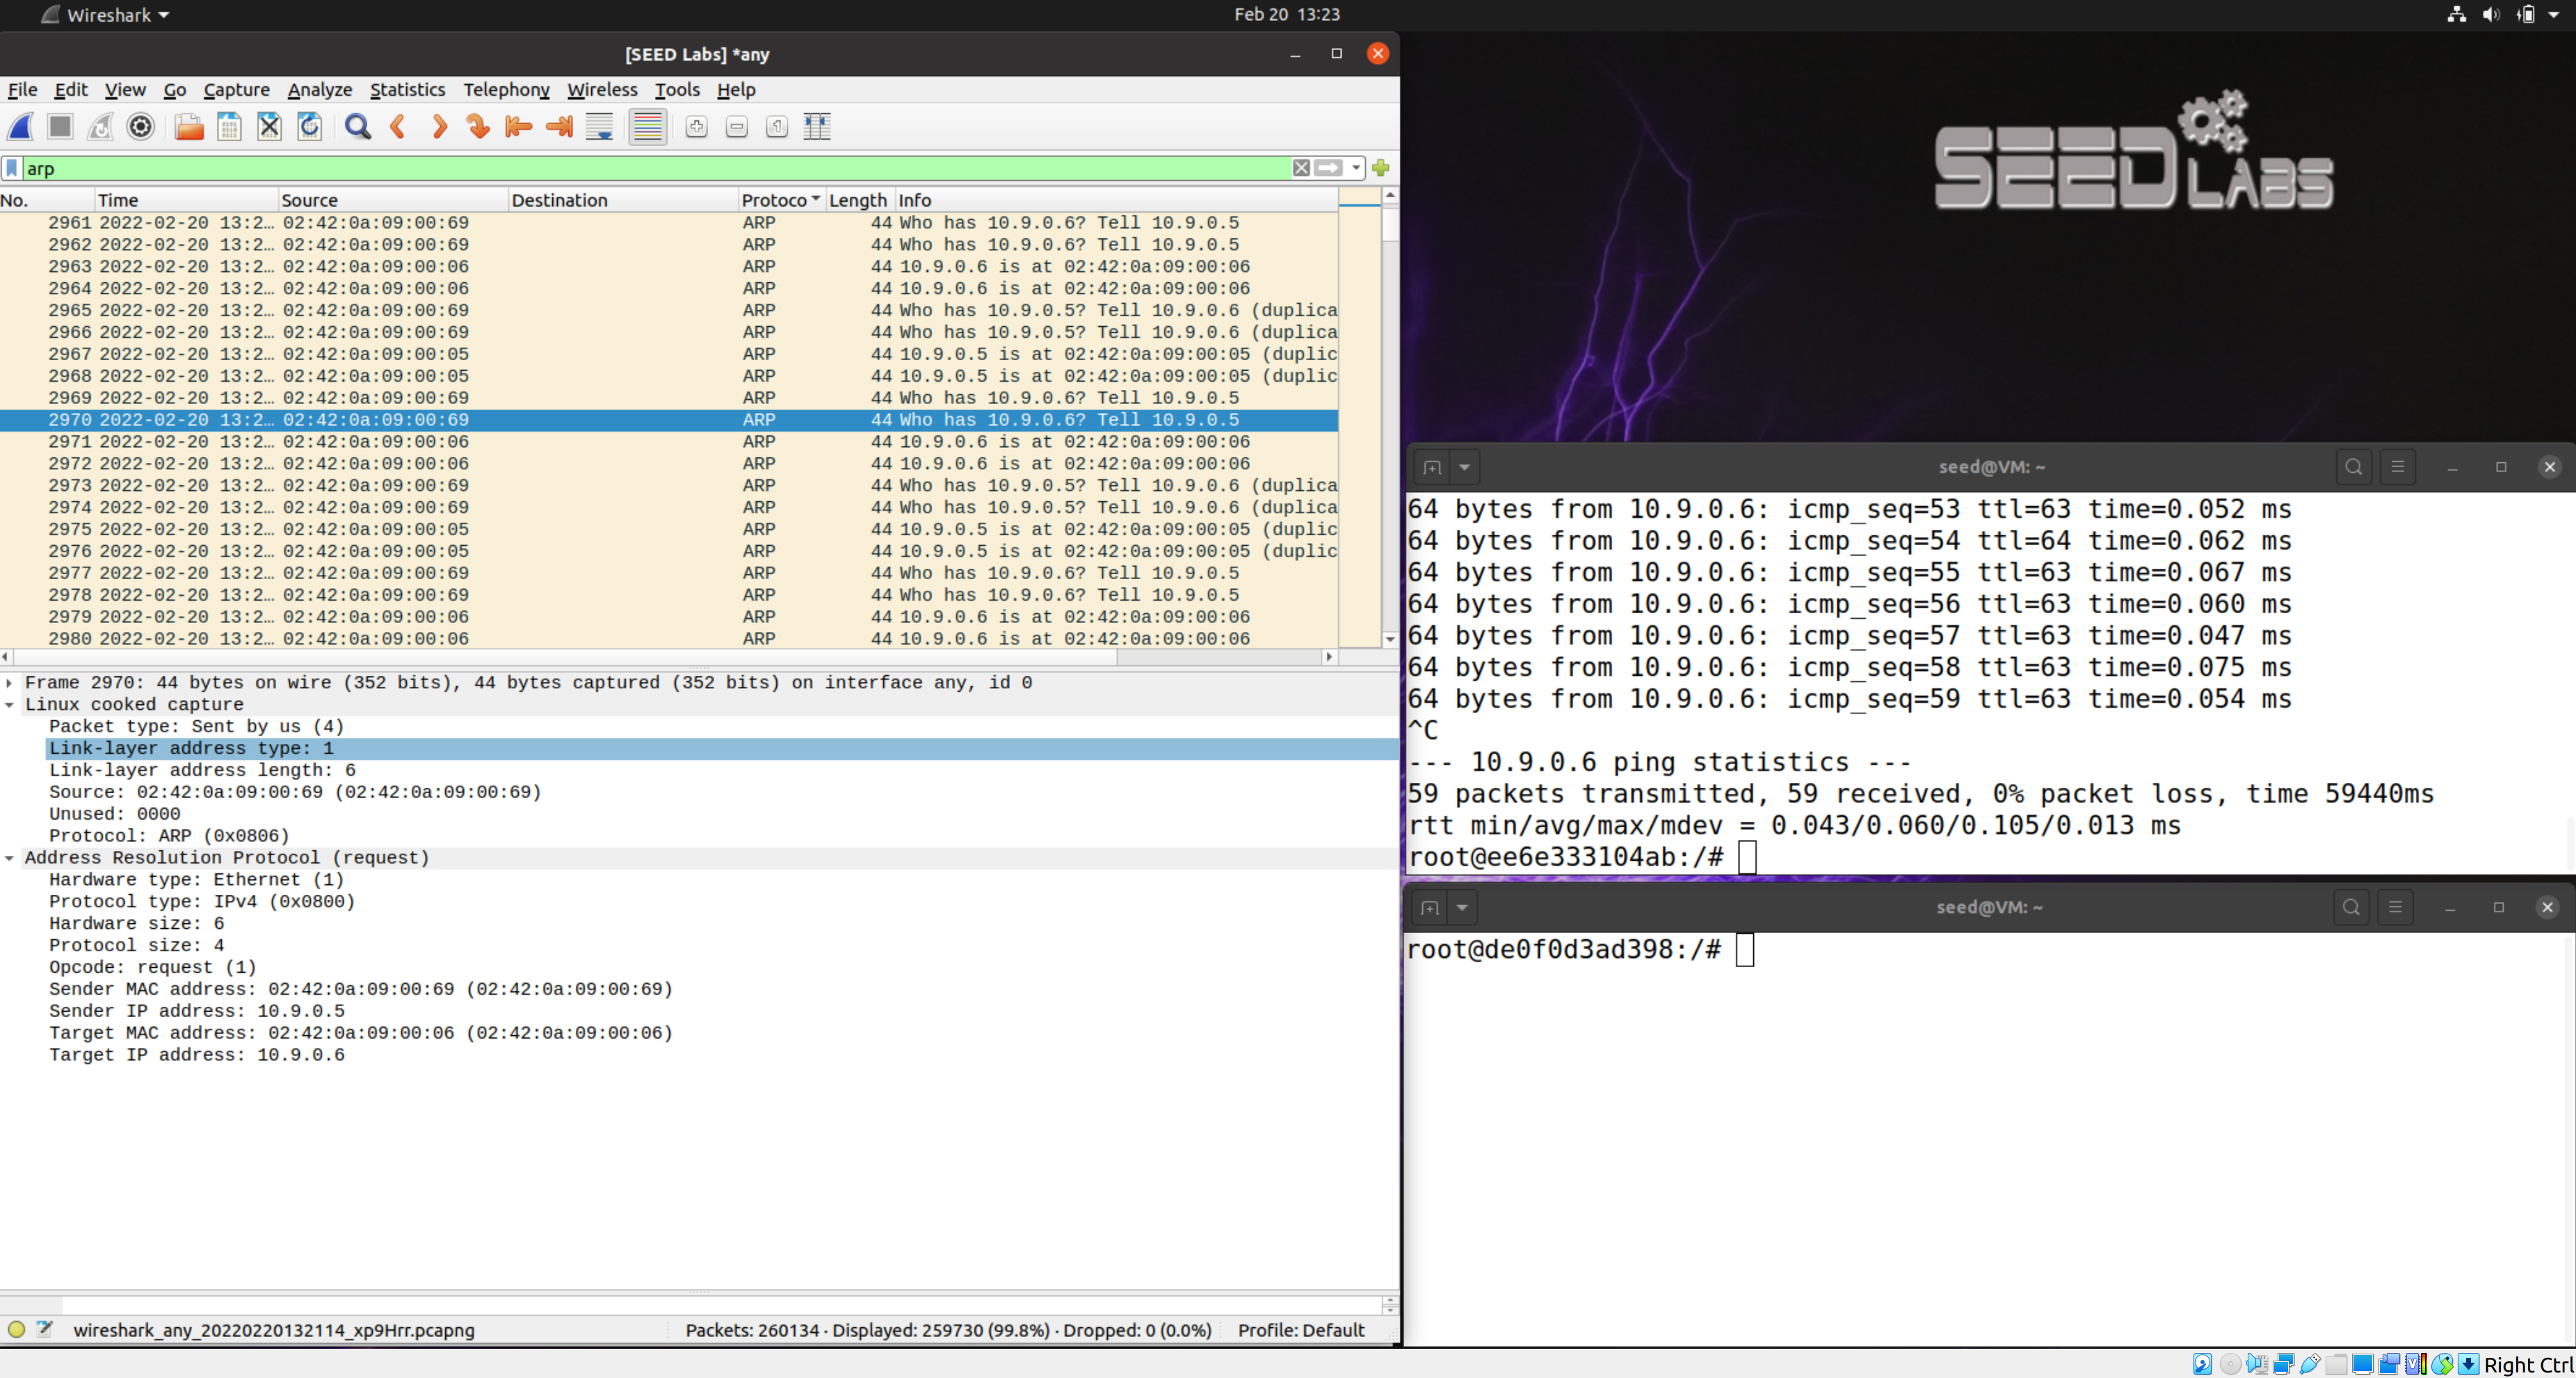 Wireshark
Feb 20 13:23
[SEED Labs] *any
File Edit View Go Capture Analyze Statistics Telephony Wireless Tools Help
arp
No. Time Source Destination Protoco Length Info
2961 2022-02-20 13:2… 02:42:0a:09:00:69 ARP 44 Who has 10.9.0.6? Tell 10.9.0.5
2962 2022-02-20 13:2… 02:42:0a:09:00:69 ARP 44 Who has 10.9.0.6? Tell 10.9.0.5
2963 2022-02-20 13:2… 02:42:0a:09:00:06 ARP 44 10.9.0.6 is at 02:42:0a:09:00:06
2964 2022-02-20 13:2… 02:42:0a:09:00:06 ARP 44 10.9.0.6 is at 02:42:0a:09:00:06
2965 2022-02-20 13:2… 02:42:0a:09:00:69 ARP 44 Who has 10.9.0.5? Tell 10.9.0.6 (duplica
2966 2022-02-20 13:2… 02:42:0a:09:00:69 ARP 44 Who has 10.9.0.5? Tell 10.9.0.6 (duplica
2967 2022-02-20 13:2… 02:42:0a:09:00:05 ARP 44 10.9.0.5 is at 02:42:0a:09:00:05 (duplic
2968 2022-02-20 13:2… 02:42:0a:09:00:05 ARP 44 10.9.0.5 is at 02:42:0a:09:00:05 (duplic
2969 2022-02-20 13:2… 02:42:0a:09:00:69 ARP 44 Who has 10.9.0.6? Tell 10.9.0.5
2970 2022-02-20 13:2… 02:42:0a:09:00:69 ARP 44 Who has 10.9.0.6? Tell 10.9.0.5
2971 2022-02-20 13:2… 02:42:0a:09:00:06 ARP 44 10.9.0.6 is at 02:42:0a:09:00:06
2972 2022-02-20 13:2… 02:42:0a:09:00:06 ARP 44 10.9.0.6 is at 02:42:0a:09:00:06
2973 2022-02-20 13:2… 02:42:0a:09:00:69 ARP 44 Who has 10.9.0.5? Tell 10.9.0.6 (duplica
2974 2022-02-20 13:2… 02:42:0a:09:00:69 ARP 44 Who has 10.9.0.5? Tell 10.9.0.6 (duplica
2975 2022-02-20 13:2… 02:42:0a:09:00:05 ARP 44 10.9.0.5 is at 02:42:0a:09:00:05 (duplic
2976 2022-02-20 13:2… 02:42:0a:09:00:05 ARP 44 10.9.0.5 is at 02:42:0a:09:00:05 (duplic
2977 2022-02-20 13:2… 02:42:0a:09:00:69 ARP 44 Who has 10.9.0.6? Tell 10.9.0.5
2978 2022-02-20 13:2… 02:42:0a:09:00:69 ARP 44 Who has 10.9.0.6? Tell 10.9.0.5
2979 2022-02-20 13:2… 02:42:0a:09:00:06 ARP 44 10.9.0.6 is at 02:42:0a:09:00:06
2980 2022-02-20 13:2… 02:42:0a:09:00:06 ARP 44 10.9.0.6 is at 02:42:0a:09:00:06
Frame 2970: 44 bytes on wire (352 bits), 44 bytes captured (352 bits) on interface any, id 0
Linux cooked capture
Packet type: Sent by us (4)
Link-layer address type: 1
Link-layer address length: 6
Source: 02:42:0a:09:00:69 (02:42:0a:09:00:69)
Unused: 0000
Protocol: ARP (0x0806)
Address Resolution Protocol (request)
Hardware type: Ethernet (1)
Protocol type: IPv4 (0x0800)
Hardware size: 6
Protocol size: 4
Opcode: request (1)
Sender MAC address: 02:42:0a:09:00:69 (02:42:0a:09:00:69)
Sender IP address: 10.9.0.5
Target MAC address: 02:42:0a:09:00:06 (02:42:0a:09:00:06)
Target IP address: 10.9.0.6
wireshark_any_20220220132114_xp9Hrr.pcapng
Packets: 260134 · Displayed: 259730 (99.8%) · Dropped: 0 (0.0%)
Profile: Default
SEED LABS
seed@VM: ~
64 bytes from 10.9.0.6: icmp_seq=53 ttl=63 time=0.052 ms
64 bytes from 10.9.0.6: icmp_seq=54 ttl=64 time=0.062 ms
64 bytes from 10.9.0.6: icmp_seq=55 ttl=63 time=0.067 ms
64 bytes from 10.9.0.6: icmp_seq=56 ttl=63 time=0.060 ms
64 bytes from 10.9.0.6: icmp_seq=57 ttl=63 time=0.047 ms
64 bytes from 10.9.0.6: icmp_seq=58 ttl=63 time=0.075 ms
64 bytes from 10.9.0.6: icmp_seq=59 ttl=63 time=0.054 ms
^C
--- 10.9.0.6 ping statistics ---
59 packets transmitted, 59 received, 0% packet loss, time 59440ms
rtt min/avg/max/mdev = 0.043/0.060/0.105/0.013 ms
root@ee6e333104ab:/#
seed@VM: ~
root@de0f0d3ad398:/#
Right Ctrl